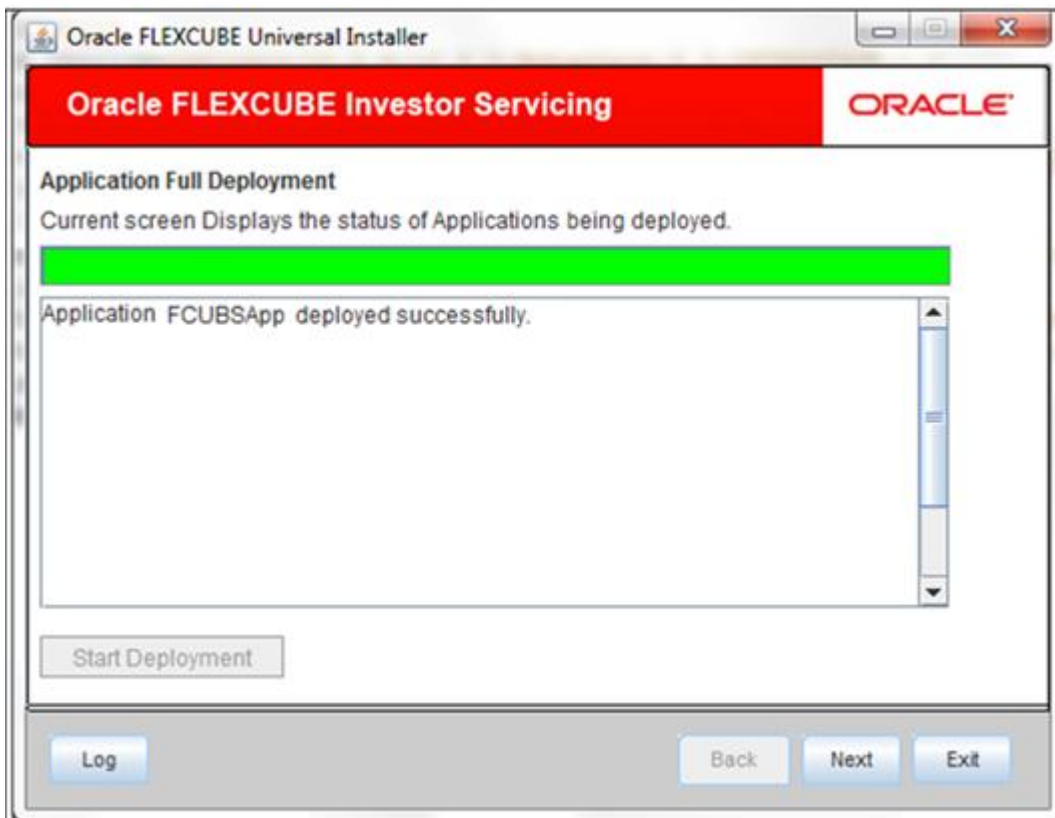 Oracle FLEXCUBE Universal Installer
Oracle FLEXCUBE Investor Servicing
ORACLE
Application Full Deployment
Current screen Displays the status of Applications being deployed.
Application FCUBSApp deployed successfully.
Start Deployment
Log
Back
Next
Exit